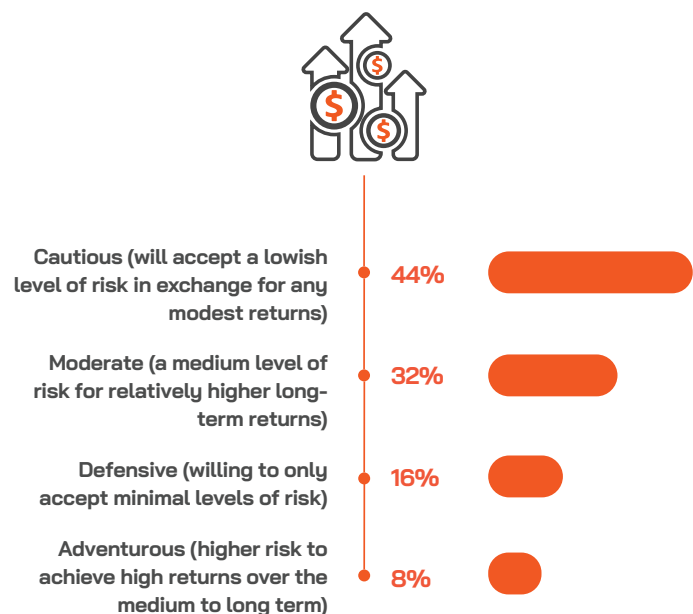 $
$
$
Cautious (will accept a lowish
level of risk in exchange for any
modest returns)
44%
Moderate (a medium level of
risk for relatively higher long-
term returns)
32%
Defensive (willing to only
accept minimal levels of risk)
16%
Adventurous (higher risk to
achieve high returns over the
medium to long term)
8%